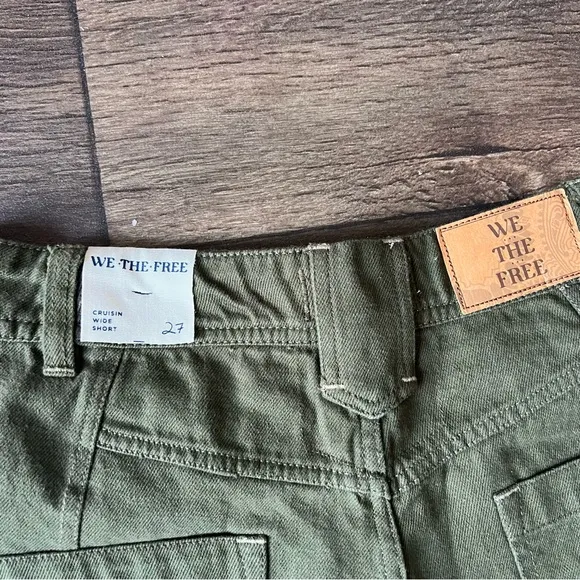 WE·THE·FREE
CRUISIN
WIDE
SHORT
27
WE
THE
FREE